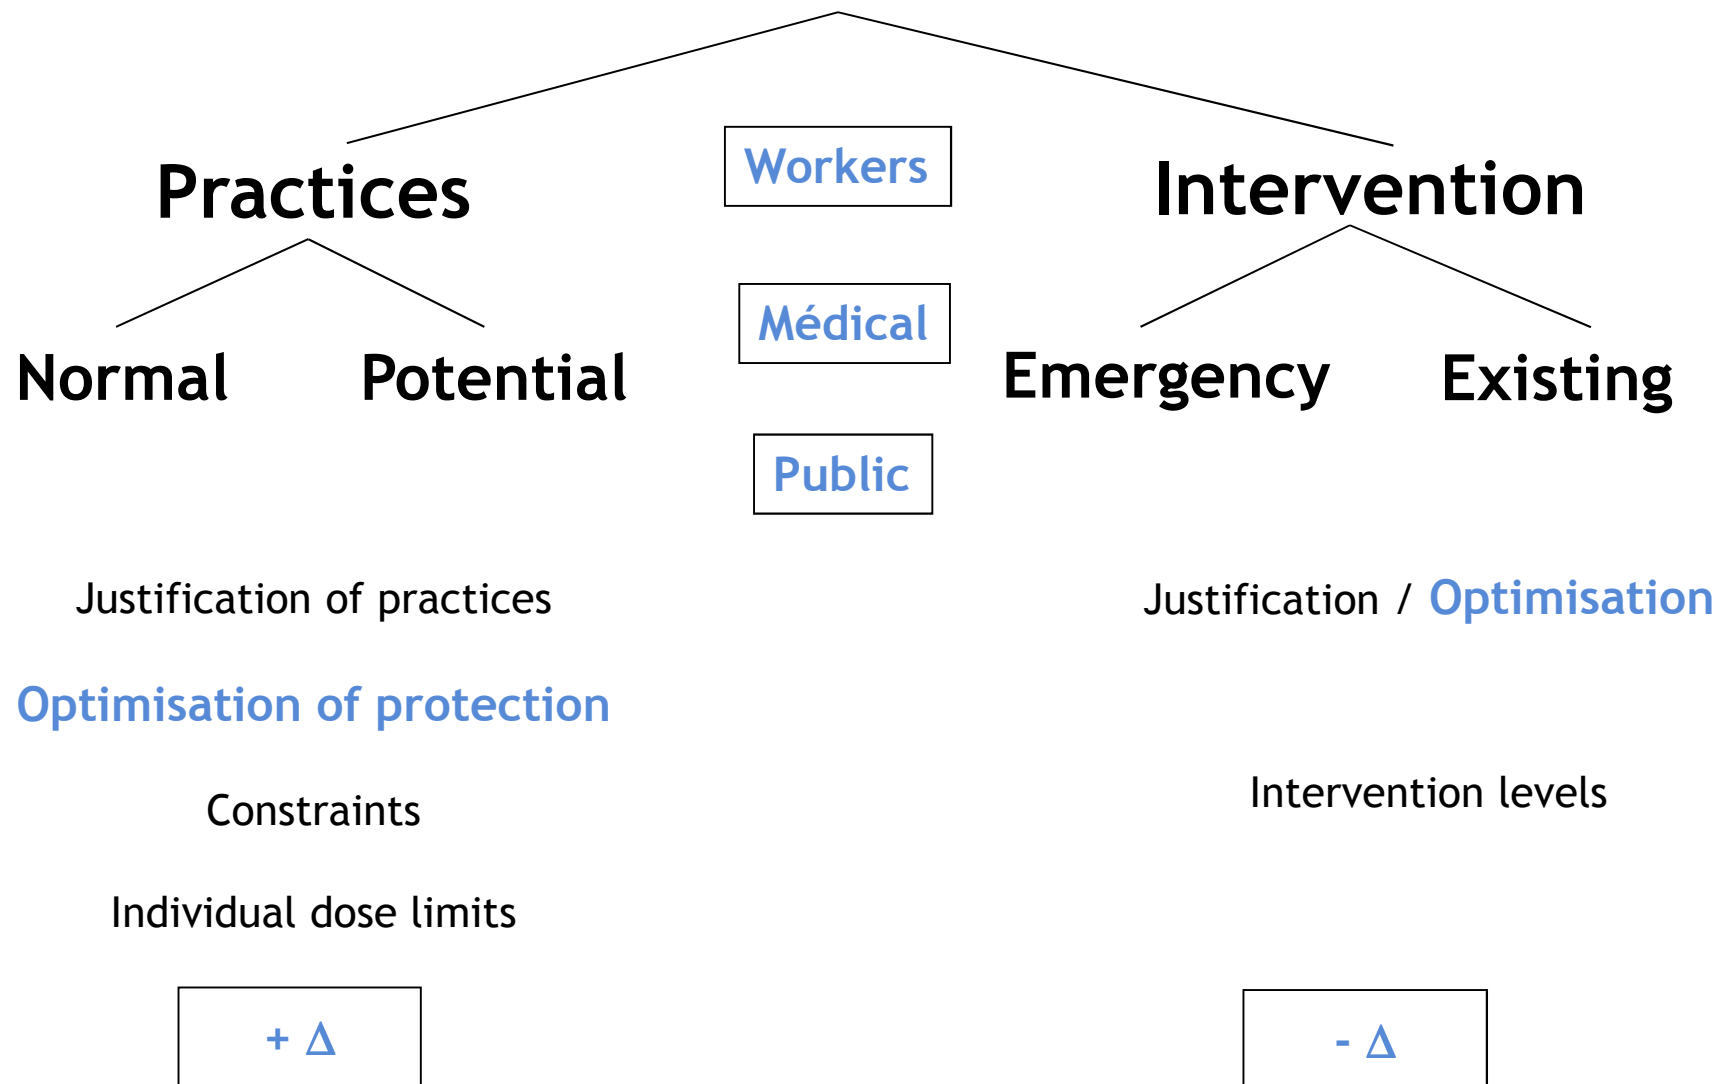 Practices
Workers
Intervention
Médical
Normal
Potential
Emergency
Existing
Public
Justification of practices
Justification / Optimisation
Optimisation of protection
Constraints
Intervention levels
Individual dose limits
+ Δ
- Δ